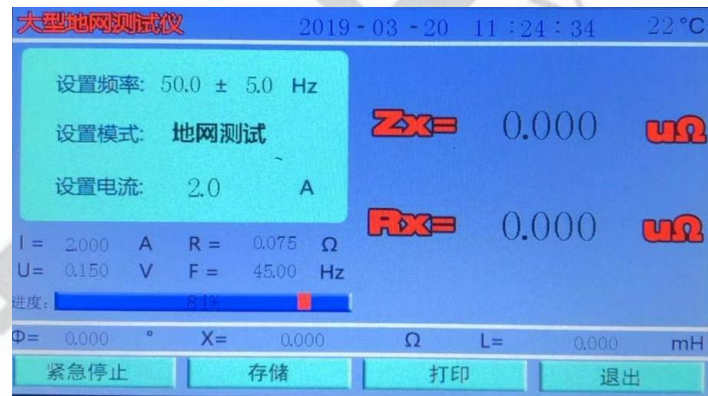 大型地网测试仪 2019-03-20 11:24:34 22°C
设置频率: 50.0 ± 5.0 Hz
设置模式: 地网测试
设置电流: 2.0 A
Zx= 0.000 uΩ
Rx= 0.000 uΩ
I = 2.000 A R = 0.075 Ω
U= 0.150 V F = 45.00 Hz
进度: 84%
Φ= 0.000 ° X= 0.000 Ω L= 0.000 mH
紧急停止 存储 打印 退出